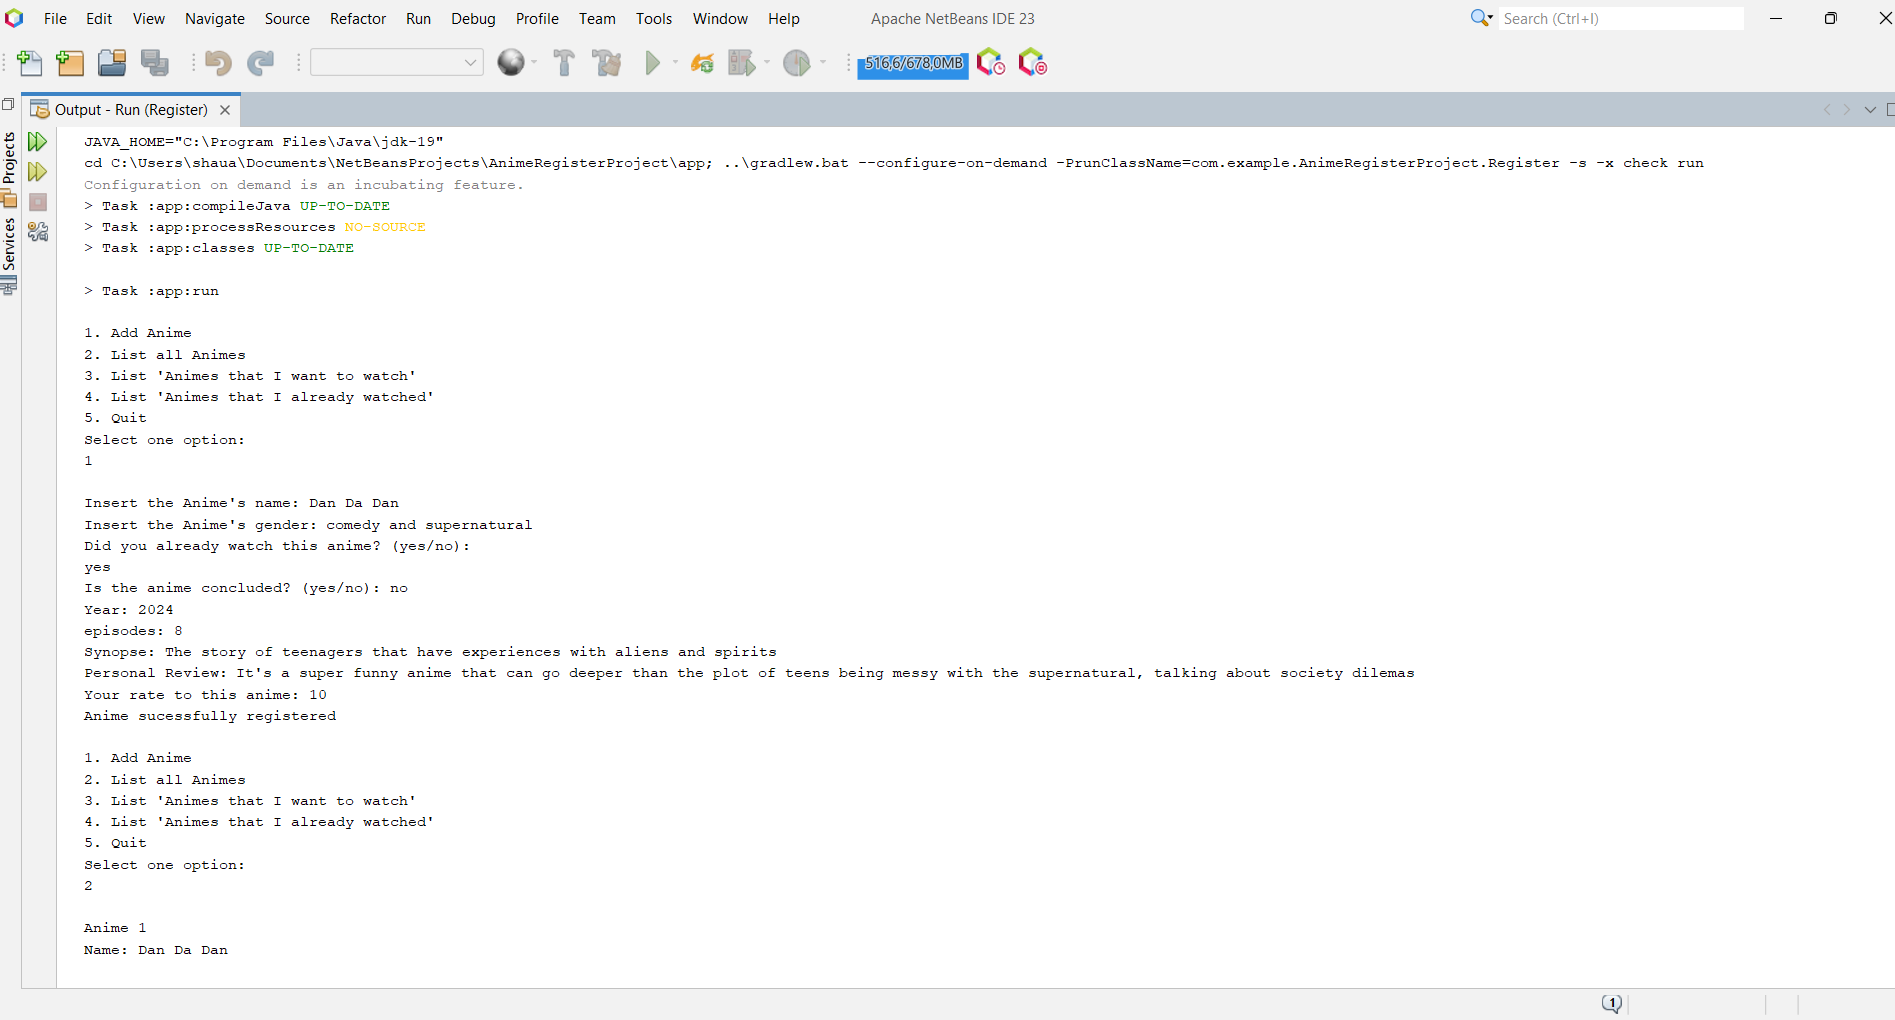 File Edit View Navigate Source Refactor Run Debug Profile Team Tools Window Help Apache NetBeans IDE 23 Search (Ctrl+I)
516,6/678,0MB
Output - Run (Register)
Projects
Services
JAVA_HOME="C:\Program Files\Java\jdk-19"
cd C:\Users\shaua\Documents\NetBeansProjects\AnimeRegisterProject\app; ..\gradlew.bat --configure-on-demand -PrunClassName=com.example.AnimeRegisterProject.Register -s -x check run
Configuration on demand is an incubating feature.
> Task :app:compileJava UP-TO-DATE
> Task :app:processResources NO-SOURCE
> Task :app:classes UP-TO-DATE
> Task :app:run
1. Add Anime
2. List all Animes
3. List 'Animes that I want to watch'
4. List 'Animes that I already watched'
5. Quit
Select one option:
1
Insert the Anime's name: Dan Da Dan
Insert the Anime's gender: comedy and supernatural
Did you already watch this anime? (yes/no):
yes
Is the anime concluded? (yes/no): no
Year: 2024
episodes: 8
Synopse: The story of teenagers that have experiences with aliens and spirits
Personal Review: It's a super funny anime that can go deeper than the plot of teens being messy with the supernatural, talking about society dilemas
Your rate to this anime: 10
Anime sucessfully registered
1. Add Anime
2. List all Animes
3. List 'Animes that I want to watch'
4. List 'Animes that I already watched'
5. Quit
Select one option:
2
Anime 1
Name: Dan Da Dan
1